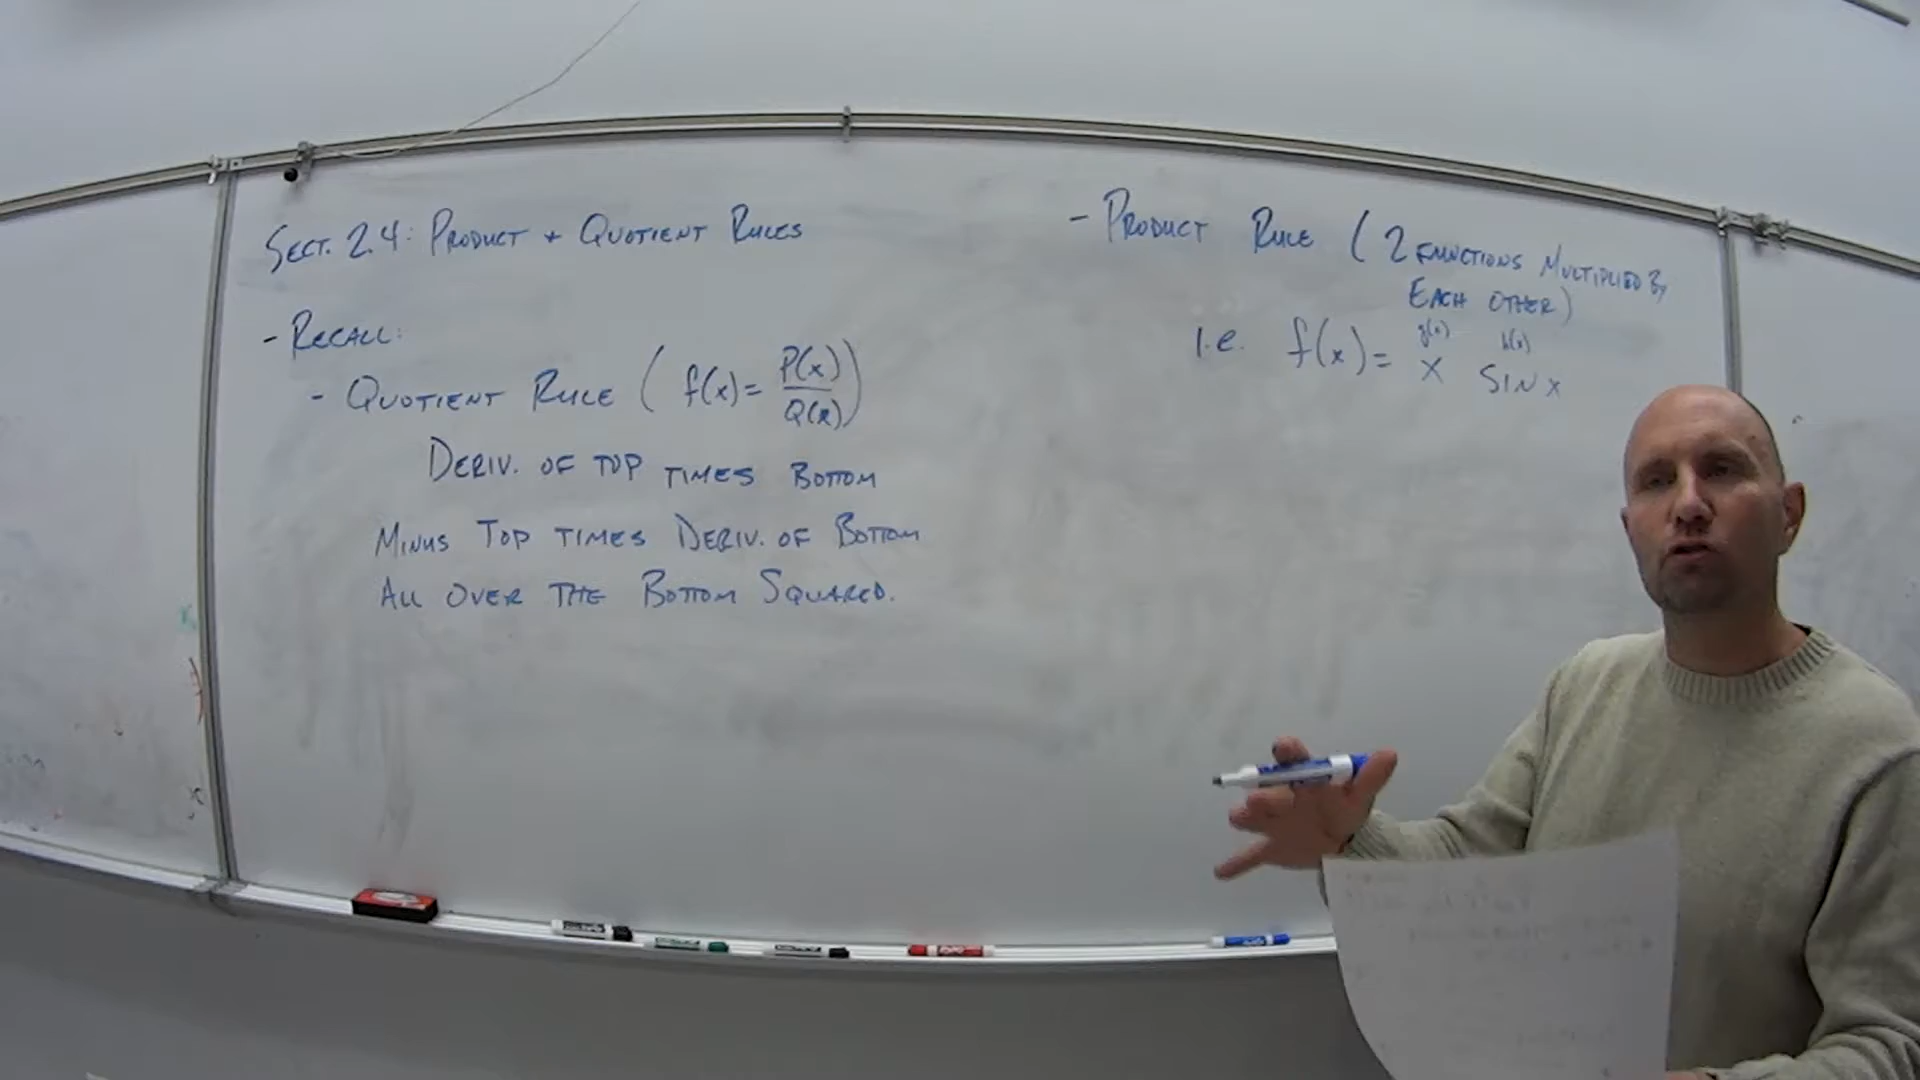 SECT. 2.4: PRODUCT + QUOTIENT RULES
- RECALL:
- QUOTIENT RULE ( f(x) = P(x)/Q(x) )
DERIV. OF TOP TIMES BOTTOM
MINUS TOP TIMES DERIV. OF BOTTOM
ALL OVER THE BOTTOM SQUARED.
- PRODUCT RULE ( 2 FUNCTIONS MULTIPLIED BY
EACH OTHER )
g(x) h(x)
i.e. f(x) = x SIN x